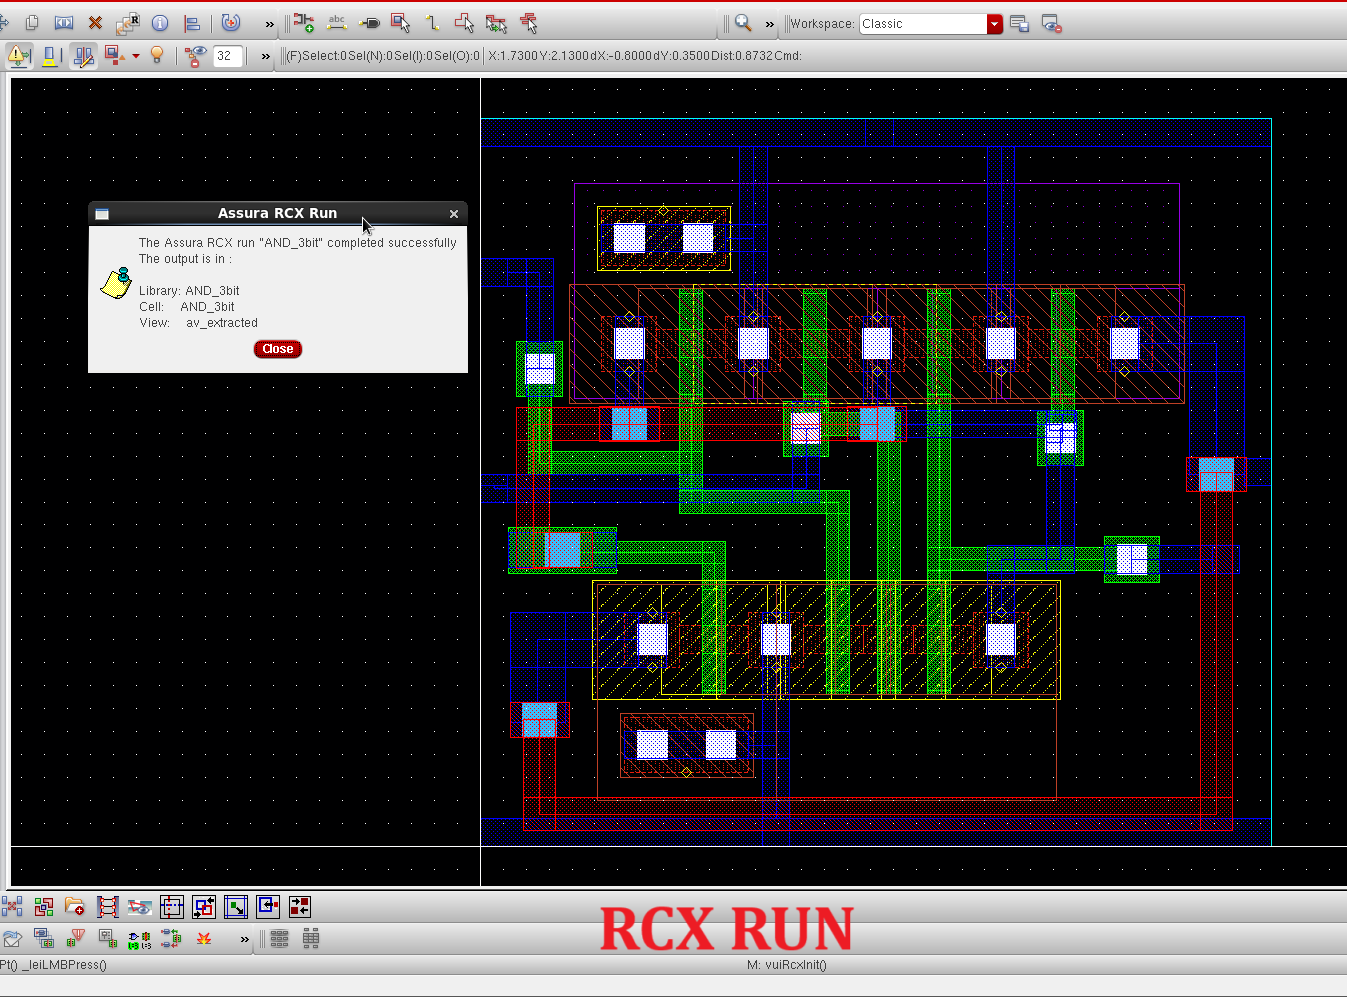 abc
Workspace: Classic
32
(F)Select:0 Sel(N):0 Sel(I):0 Sel(O):0 X:1.7300 Y:2.1300 dX:-0.8000 dY:0.3500 Dist:0.8732 Cmd:
Assura RCX Run
The Assura RCX run "AND_3bit" completed successfully
The output is in :
Library: AND_3bit
Cell: AND_3bit
View: av_extracted
Close
RCX RUN
Pt() _leiLMBPress()
M: vuiRcxInit()